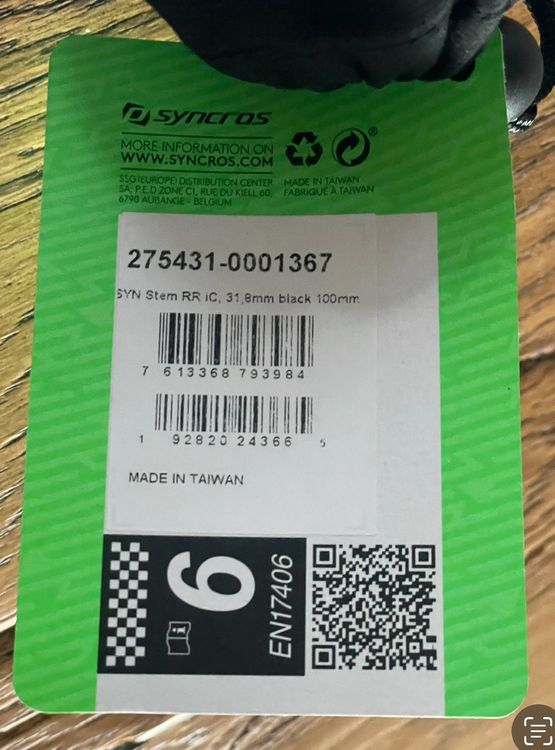 syncros
MORE INFORMATION ON
WWW.SYNCROS.COM
SSG (EUROPE) DISTRIBUTION CENTER
SA, P.E.D ZONE C1, RUE DU KIELL 60,
6790 AUBANGE - BELGIUM
®
MADE IN TAIWAN
FABRIQUÉ À TAIWAN
275431-0001367
SYN Stem RR iC, 31,8mm black 100mm
7 613368 793984
1 92820 24366 5
MADE IN TAIWAN
6
EN17406